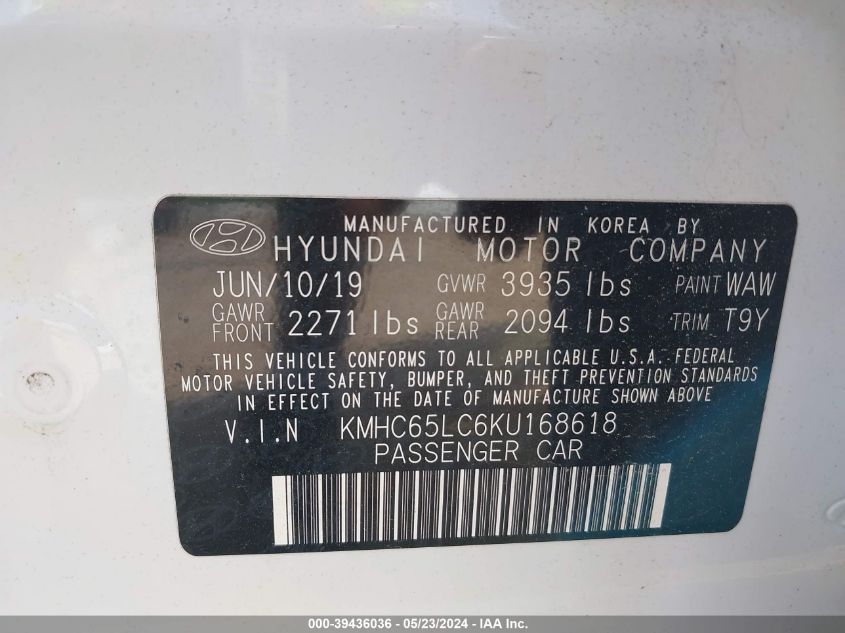 MANUFACTURED IN KOREA BY
HYUNDAI MOTOR COMPANY
JUN/10/19 GVWR 3935 lbs PAINT WAW
GAWR FRONT 2271 lbs GAWR REAR 2094 lbs TRIM T9Y
THIS VEHICLE CONFORMS TO ALL APPLICABLE U.S.A. FEDERAL
MOTOR VEHICLE SAFETY, BUMPER, AND THEFT PREVENTION STANDARDS
IN EFFECT ON THE DATE OF MANUFACTURE SHOWN ABOVE.
V.I.N KMHC65LC6KU168618
PASSENGER CAR
000-39436036 - 05/23/2024 - IAA Inc.